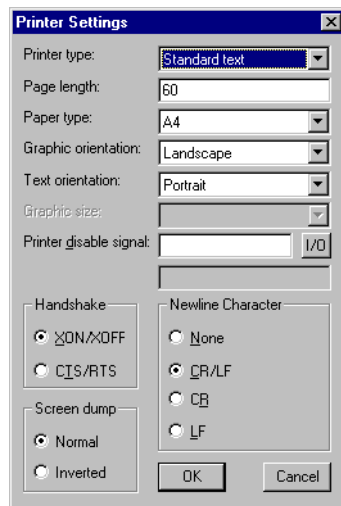 Printer Settings
Printer type: Standard text
Page length: 60
Paper type: A4
Graphic orientation: Landscape
Text orientation: Portrait
Graphic size:
Printer disable signal: I/O
Handshake
XON/XOFF
CTS/RTS
Screen dump
Normal
Inverted
Newline Character
None
CR/LF
CR
LF
OK Cancel